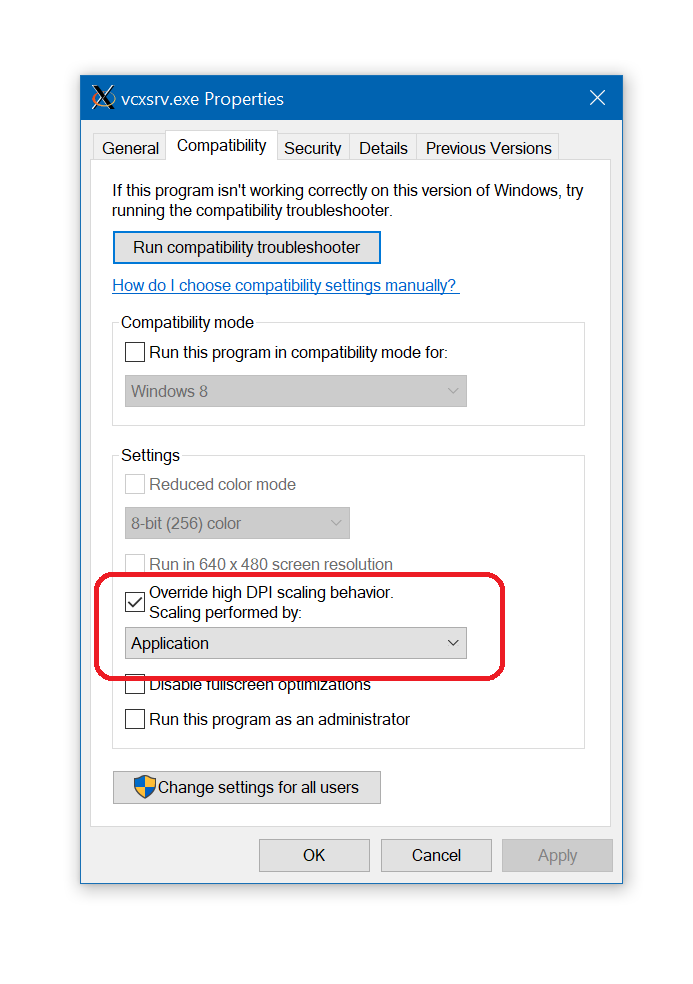 vcxsrv.exe Properties
General Compatibility Security Details Previous Versions
If this program isn't working correctly on this version of Windows, try
running the compatibility troubleshooter.
Run compatibility troubleshooter
How do I choose compatibility settings manually?
Compatibility mode
Run this program in compatibility mode for:
Windows 8
Settings
Reduced color mode
8-bit (256) color
Run in 640 x 480 screen resolution
Override high DPI scaling behavior.
Scaling performed by:
Application
Disable fullscreen optimizations
Run this program as an administrator
Change settings for all users
OK Cancel Apply